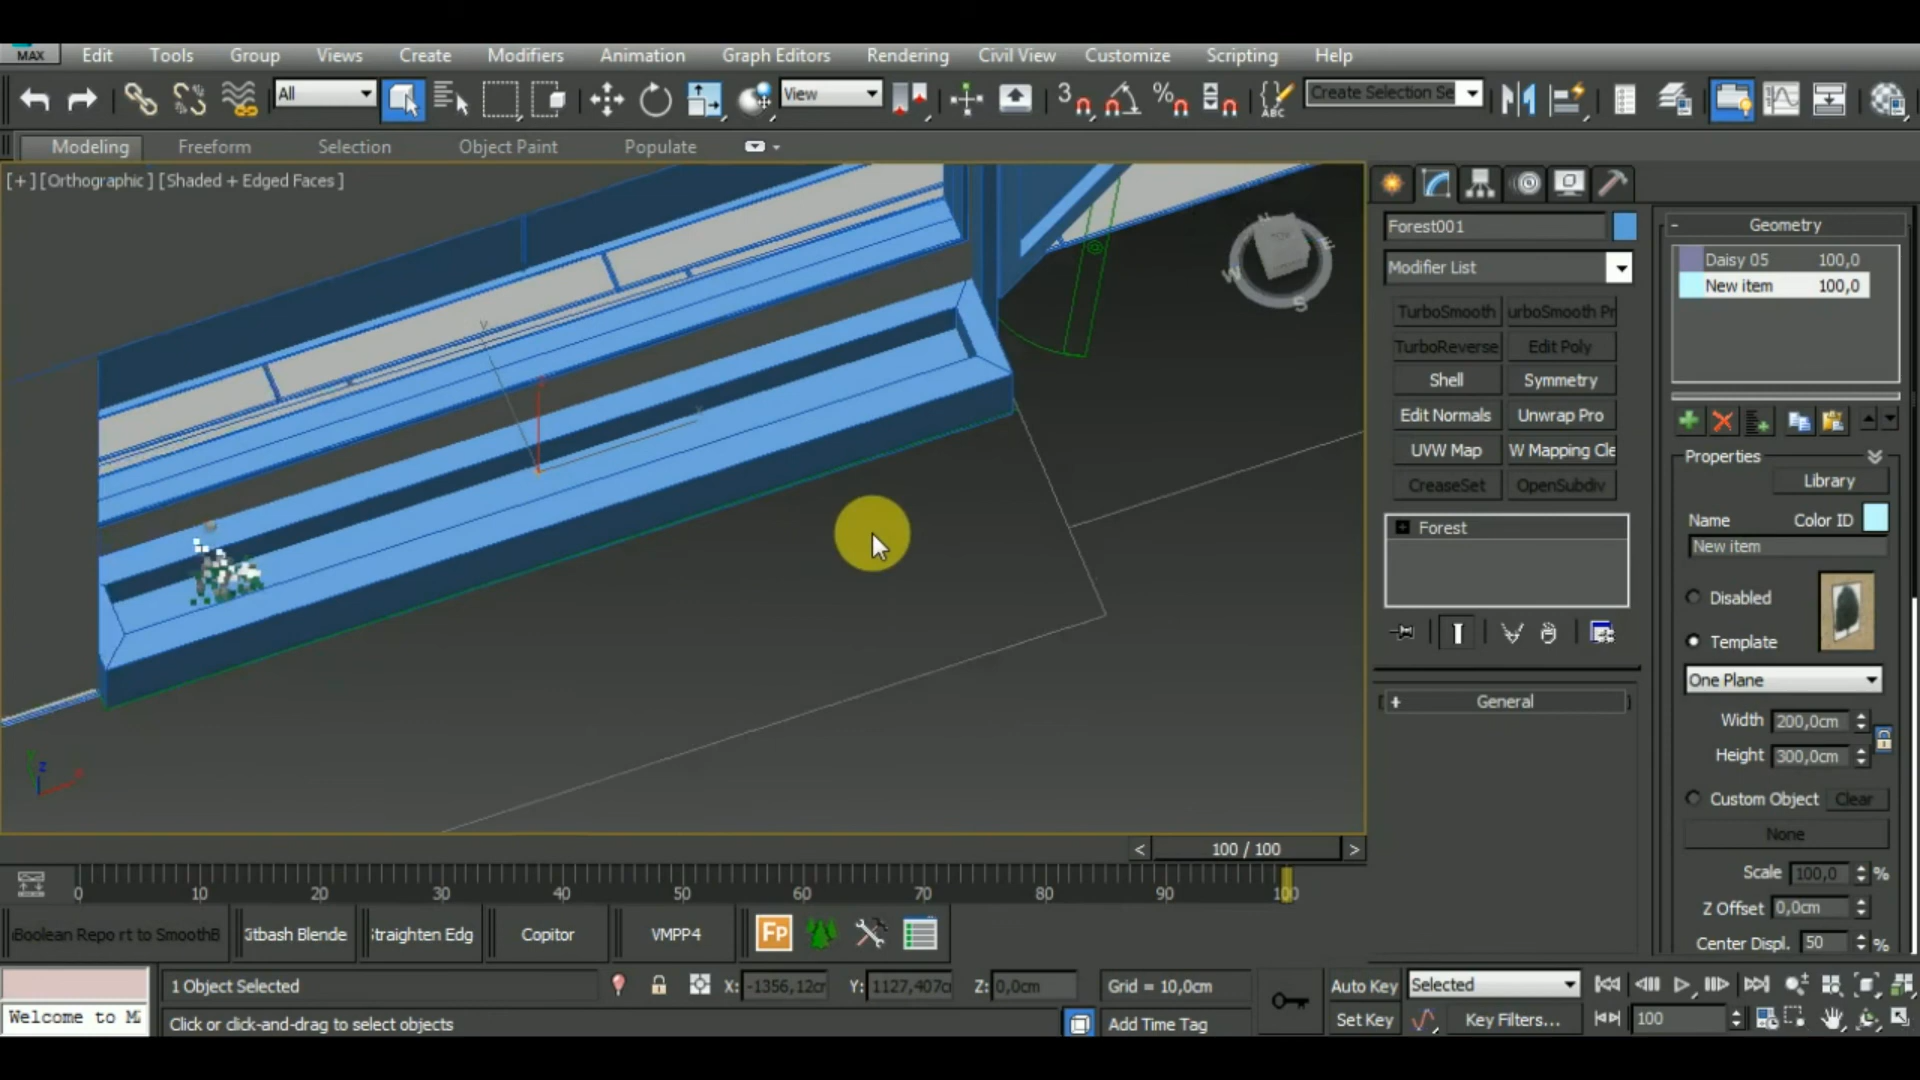 MAX Edit Tools Group Views Create Modifiers Animation Graph Editors Rendering Civil View Customize Scripting Help
All View 3 % ABC Create Selection Se
Modeling Freeform Selection Object Paint Populate
[+] [Orthographic] [Shaded + Edged Faces]
N E S W
Forest001
Modifier List
TurboSmooth urboSmooth Pr
TurboReverse Edit Poly
Shell Symmetry
Edit Normals Unwrap Pro
UVW Map W Mapping Cle
CreaseSet OpenSubdiv
Forest
General
Geometry
Daisy 05 100,0
New item 100,0
Properties
Library
Name Color ID
New item
Disabled
Template
One Plane
Width 200,0cm
Height 300,0cm
Custom Object Clear
None
Scale 100,0 %
Z Offset 0,0cm
Center Displ. 50 %
y x z
< 100 / 100 >
0 10 20 30 40 50 60 70 80 90 100
Boolean Repo rt to SmoothB itbash Blende traighten Edg Copitor VMPP4 Fp
1 Object Selected X: -1356,12cr Y: 1127,407c Z: 0,0cm Grid = 10,0cm Auto Key Selected
Welcome to M Click or click-and-drag to select objects Add Time Tag Set Key Key Filters... 100